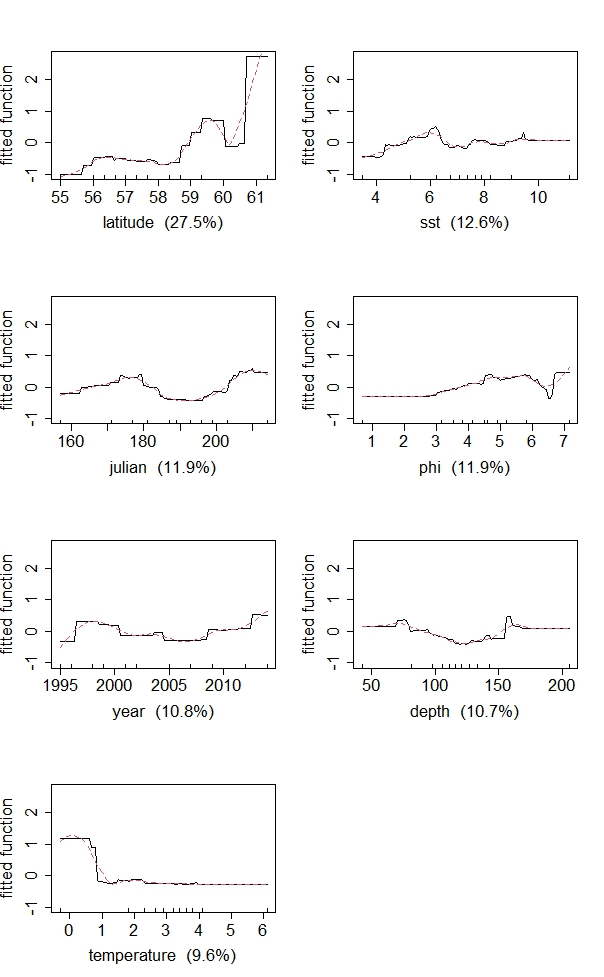 fitted function
-1 0 1 2
55 56 57 58 59 60 61
latitude (27.5%)
fitted function
-1 0 1 2
4 6 8 10
sst (12.6%)
fitted function
-1 0 1 2
160 180 200
julian (11.9%)
fitted function
-1 0 1 2
1 2 3 4 5 6 7
phi (11.9%)
fitted function
-1 0 1 2
1995 2000 2005 2010
year (10.8%)
fitted function
-1 0 1 2
50 100 150 200
depth (10.7%)
fitted function
-1 0 1 2
0 1 2 3 4 5 6
temperature (9.6%)